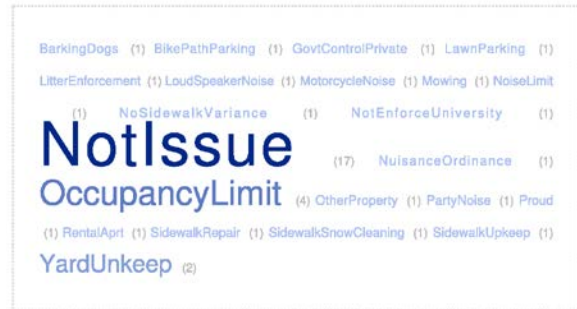 BarkingDogs (1) BikePathParking (1) GovtControlPrivate (1) LawnParking (1)
LitterEnforcement (1) LoudSpeakerNoise (1) MotorcycleNoise (1) Mowing (1) NoiseLimit
(1) NoSidewalkVariance (1) NotEnforceUniversity (1)
NotIssue (17) NuisanceOrdinance (1)
OccupancyLimit (4) OtherProperty (1) PartyNoise (1) Proud
(1) RentalAprt (1) SidewalkRepair (1) SidewalkSnowCleaning (1) SidewalkUpkeep (1)
YardUnkeep (2)